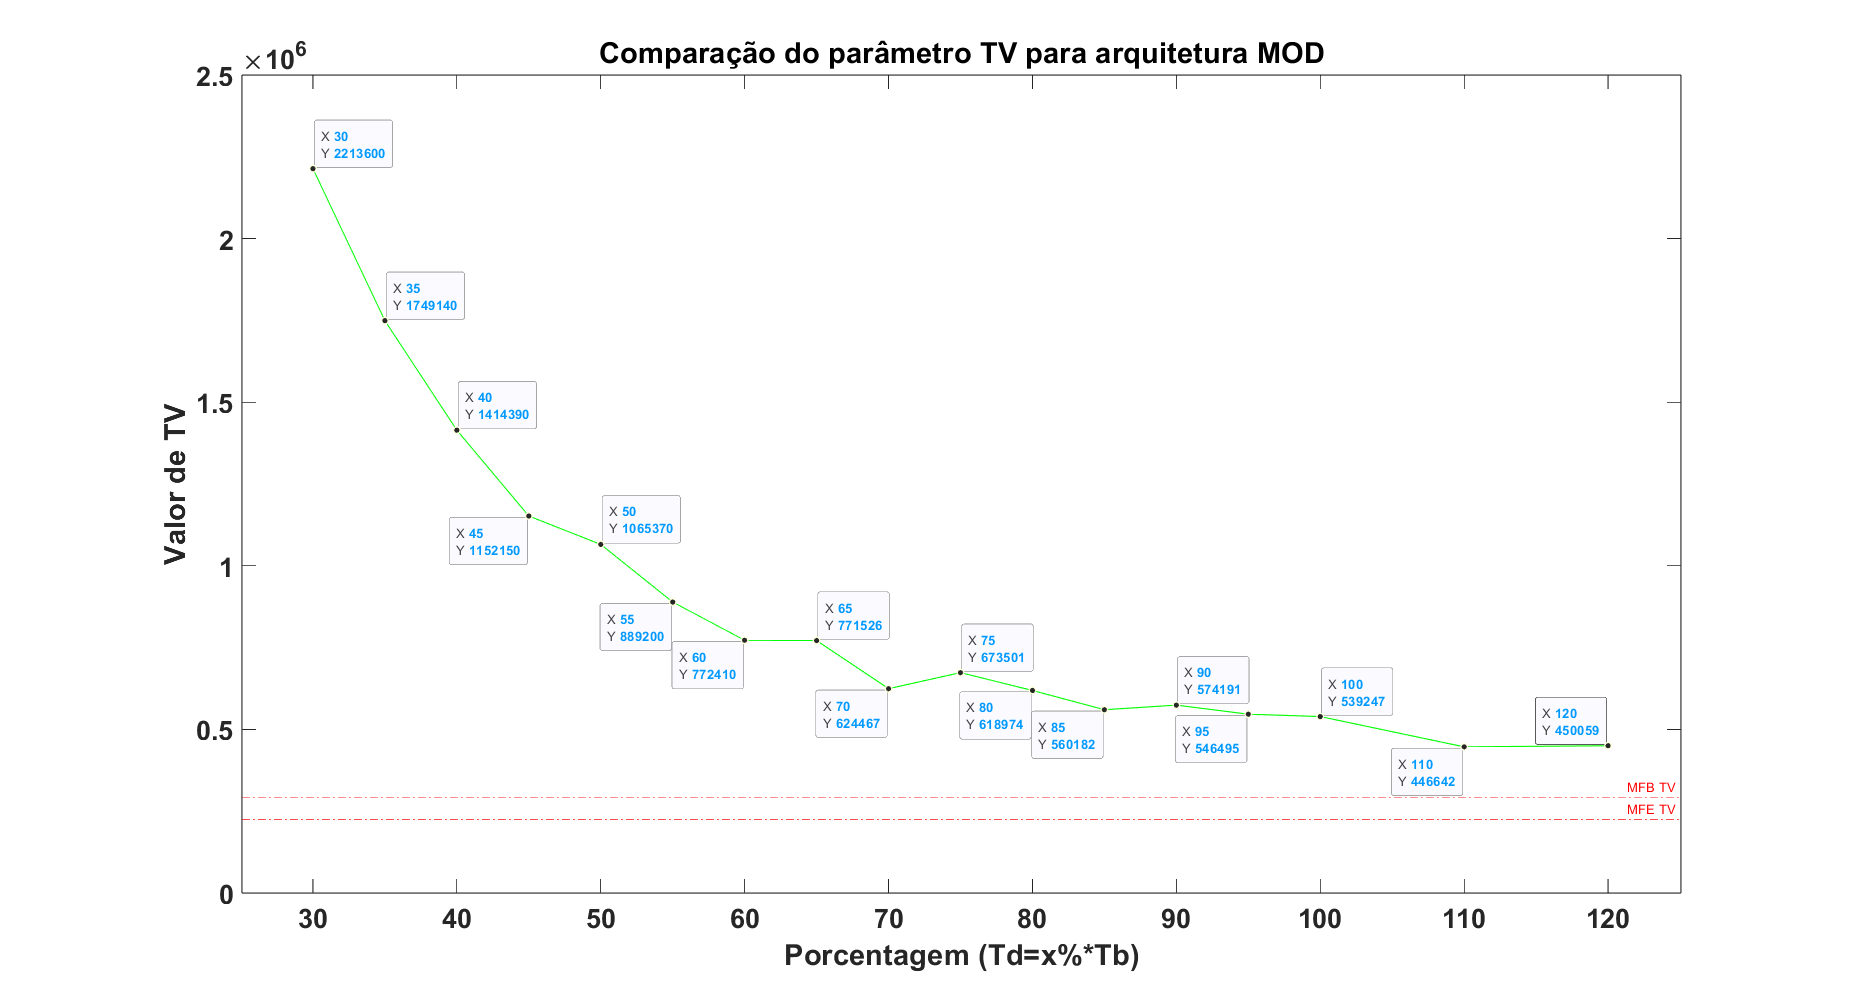 Comparação do parâmetro TV para arquitetura MOD
×10⁶
2.5
2
1.5
1
0.5
0
Valor de TV
X 30
Y 2213600
X 35
Y 1749140
X 40
Y 1414390
X 45
Y 1152150
X 50
Y 1065370
X 55
Y 889200
X 60
Y 772410
X 65
Y 771526
X 70
Y 624467
X 75
Y 673501
X 80
Y 618974
X 85
Y 560182
X 90
Y 574191
X 95
Y 546495
X 100
Y 539247
X 110
Y 446642
X 120
Y 450059
MFB TV
MFE TV
30 40 50 60 70 80 90 100 110 120
Porcentagem (Td=x%*Tb)